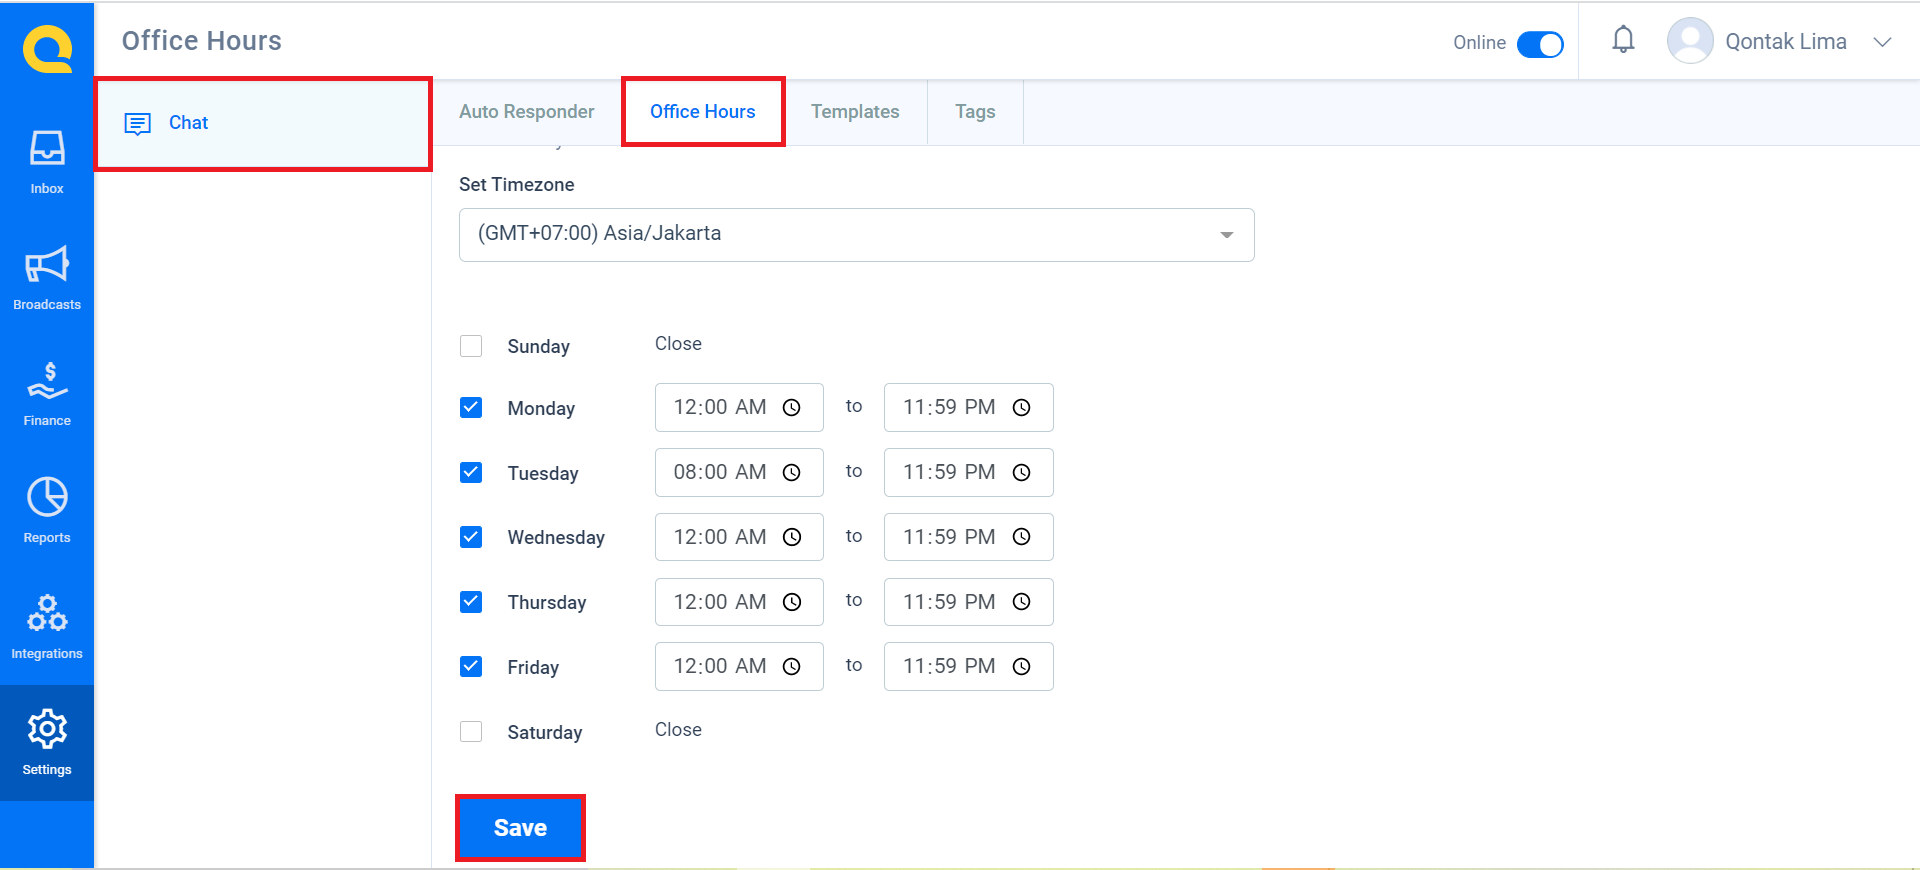 Office Hours
Online
Qontak Lima
Inbox
Broadcasts
Finance
Reports
Integrations
Settings
Chat
Auto Responder
Office Hours
Templates
Tags
Set Timezone
(GMT+07:00) Asia/Jakarta
Sunday Close
Monday 12:00 AM to 11:59 PM
Tuesday 08:00 AM to 11:59 PM
Wednesday 12:00 AM to 11:59 PM
Thursday 12:00 AM to 11:59 PM
Friday 12:00 AM to 11:59 PM
Saturday Close
Save